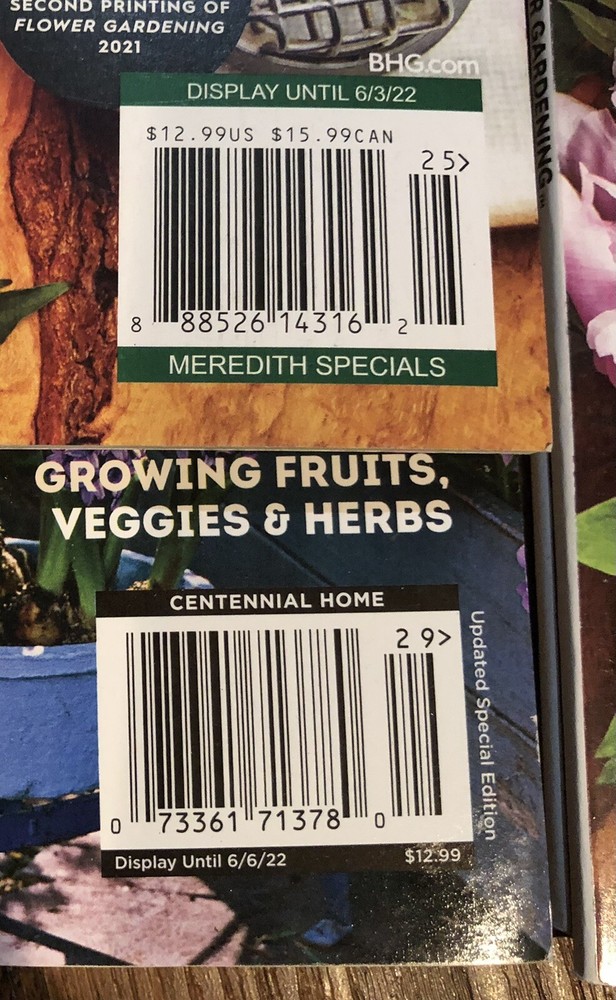 SECOND PRINTING OF
FLOWER GARDENING
2021
BHG.com
DISPLAY UNTIL 6/3/22
$12.99US $15.99CAN
25>
8 88526 14316 2
MEREDITH SPECIALS
R GARDENING™
GROWING FRUITS,
VEGGIES & HERBS
CENTENNIAL HOME
29>
0 73361 71378 0
Display Until 6/6/22 $12.99
Updated Special Edition